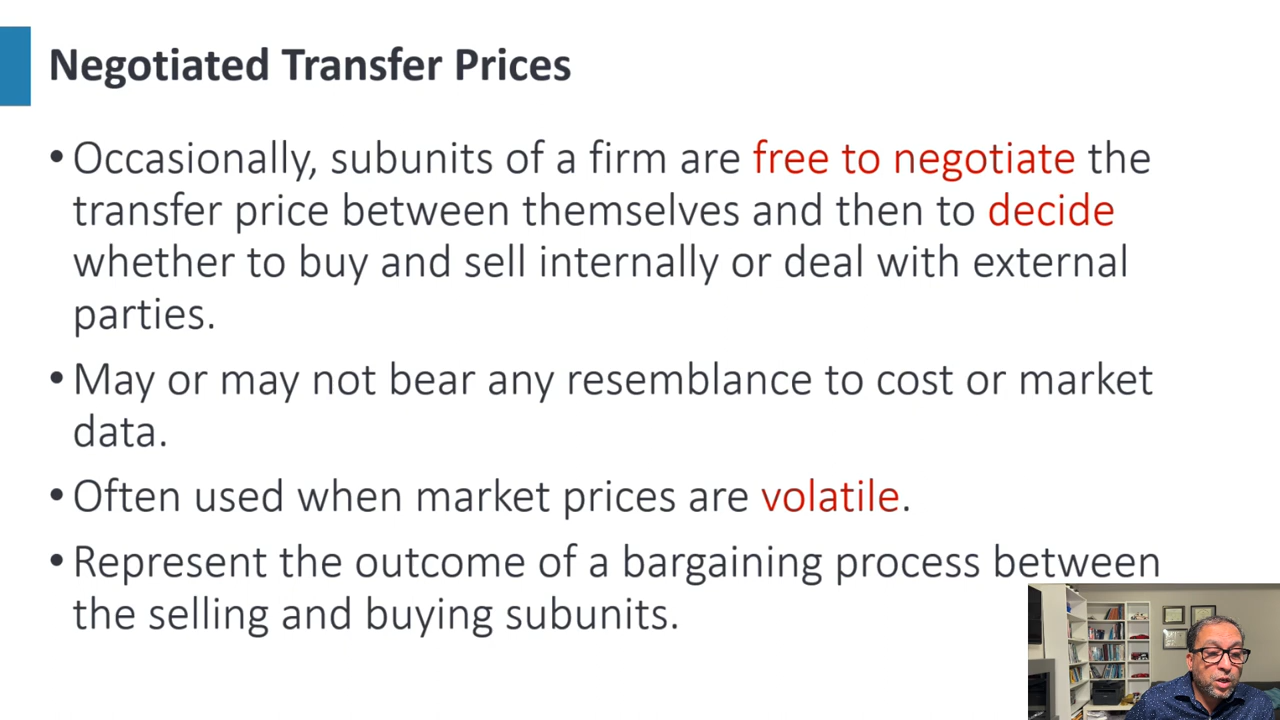 Negotiated Transfer Prices
• Occasionally, subunits of a firm are free to negotiate the
transfer price between themselves and then to decide
whether to buy and sell internally or deal with external
parties.
• May or may not bear any resemblance to cost or market
data.
• Often used when market prices are volatile.
• Represent the outcome of a bargaining process between
the selling and buying subunits.